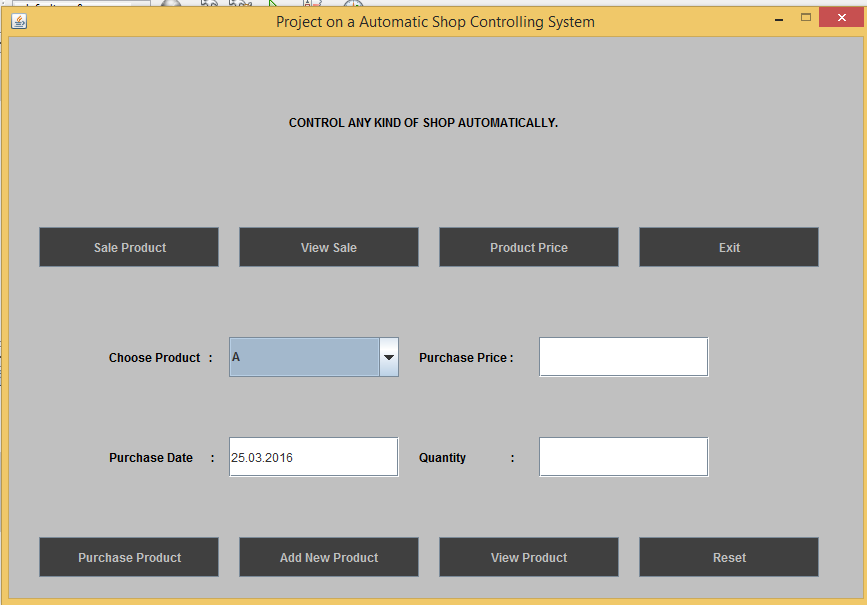 Project on a Automatic Shop Controlling System
CONTROL ANY KIND OF SHOP AUTOMATICALLY.
Sale Product View Sale Product Price Exit
Choose Product : A Purchase Price :
Purchase Date : 25.03.2016 Quantity :
Purchase Product Add New Product View Product Reset